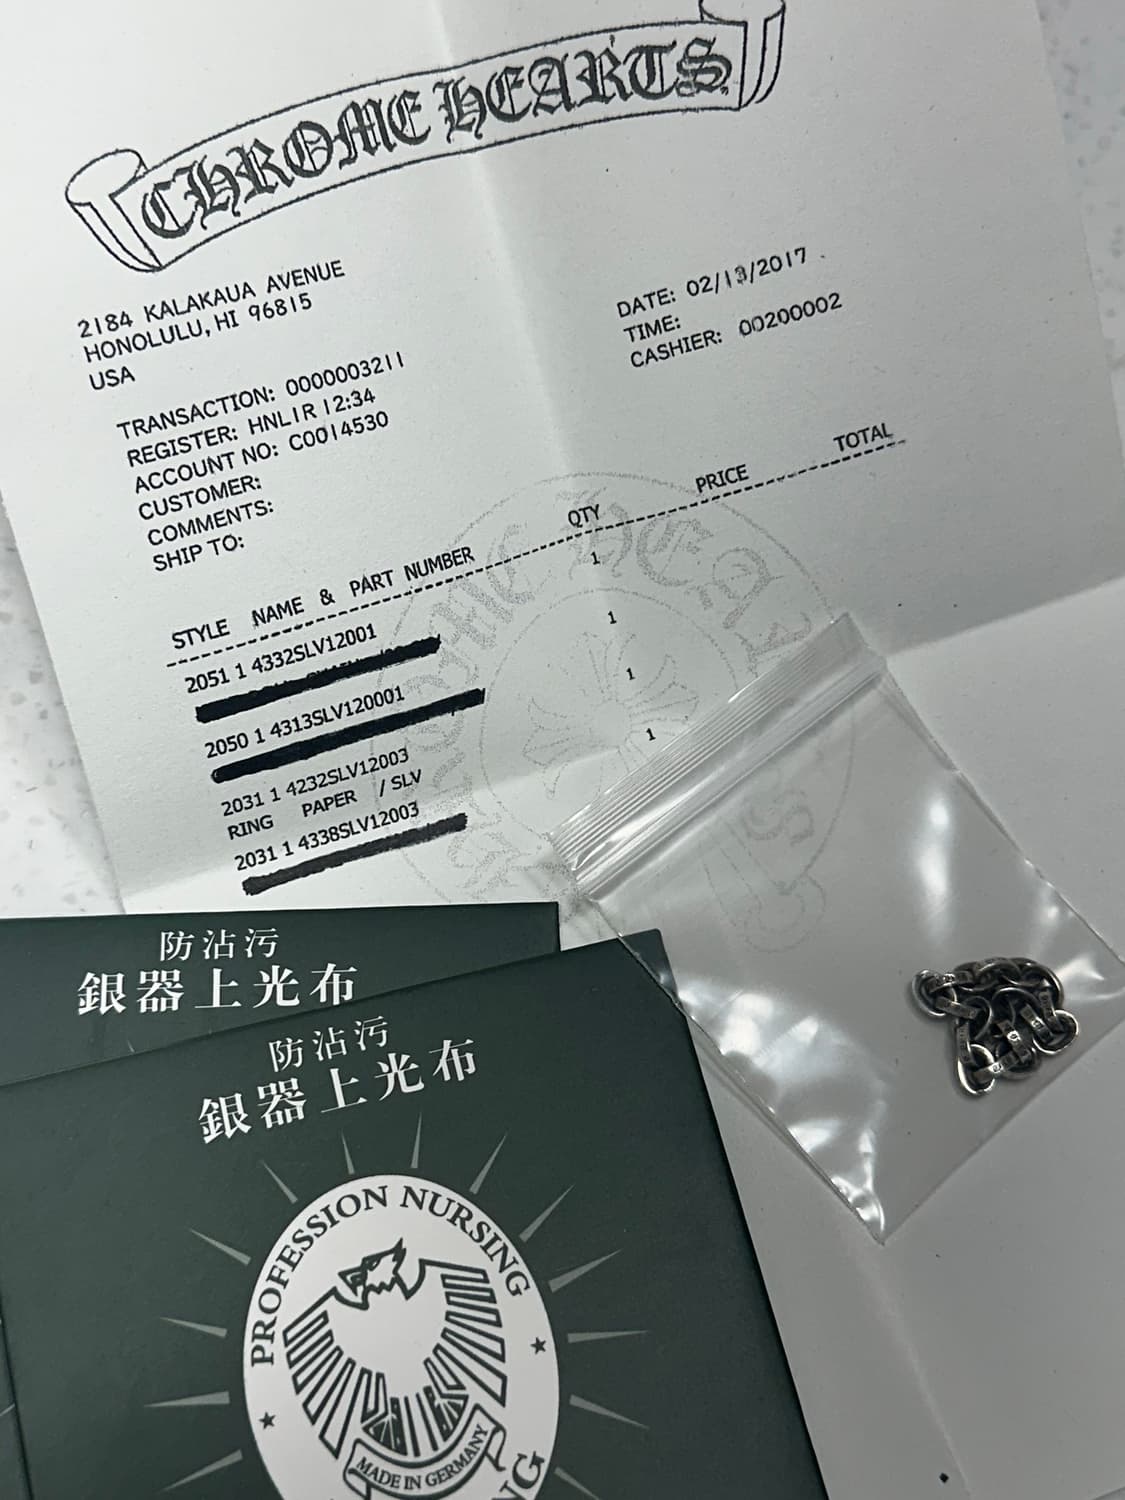 CHROME HEARTS
2184 KALAKAUA AVENUE
HONOLULU, HI 96815
USA
DATE: 02/13/2017
TIME:
CASHIER: 00200002
TRANSACTION: 0000003211
REGISTER: HNL1R 12:34
ACCOUNT NO: C0014530
CUSTOMER:
COMMENTS:
SHIP TO:
STYLE NAME & PART NUMBER QTY PRICE TOTAL
2051 1 4332SLV12001 1
2050 1 4313SLV120001 1
2031 1 4232SLV12003 1
RING PAPER / SLV
2031 1 4338SLV12003 1
防沾污
銀器上光布
防沾污
銀器上光布
PROFESSION NURSING
MADE IN GERMANY